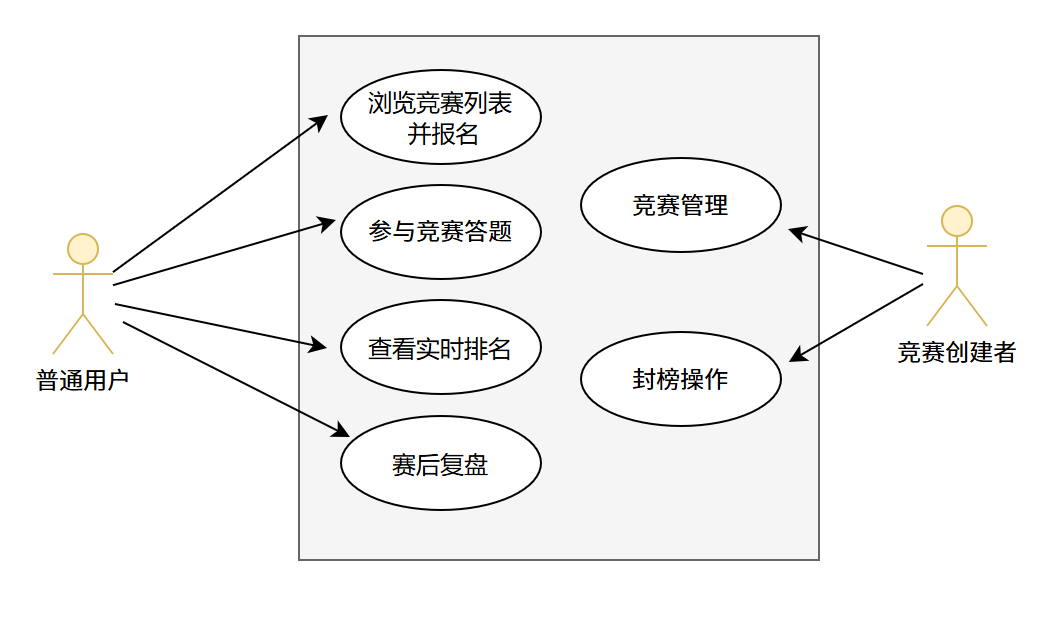 浏览竞赛列表
并报名
参与竞赛答题
查看实时排名
赛后复盘
竞赛管理
封榜操作
普通用户
竞赛创建者